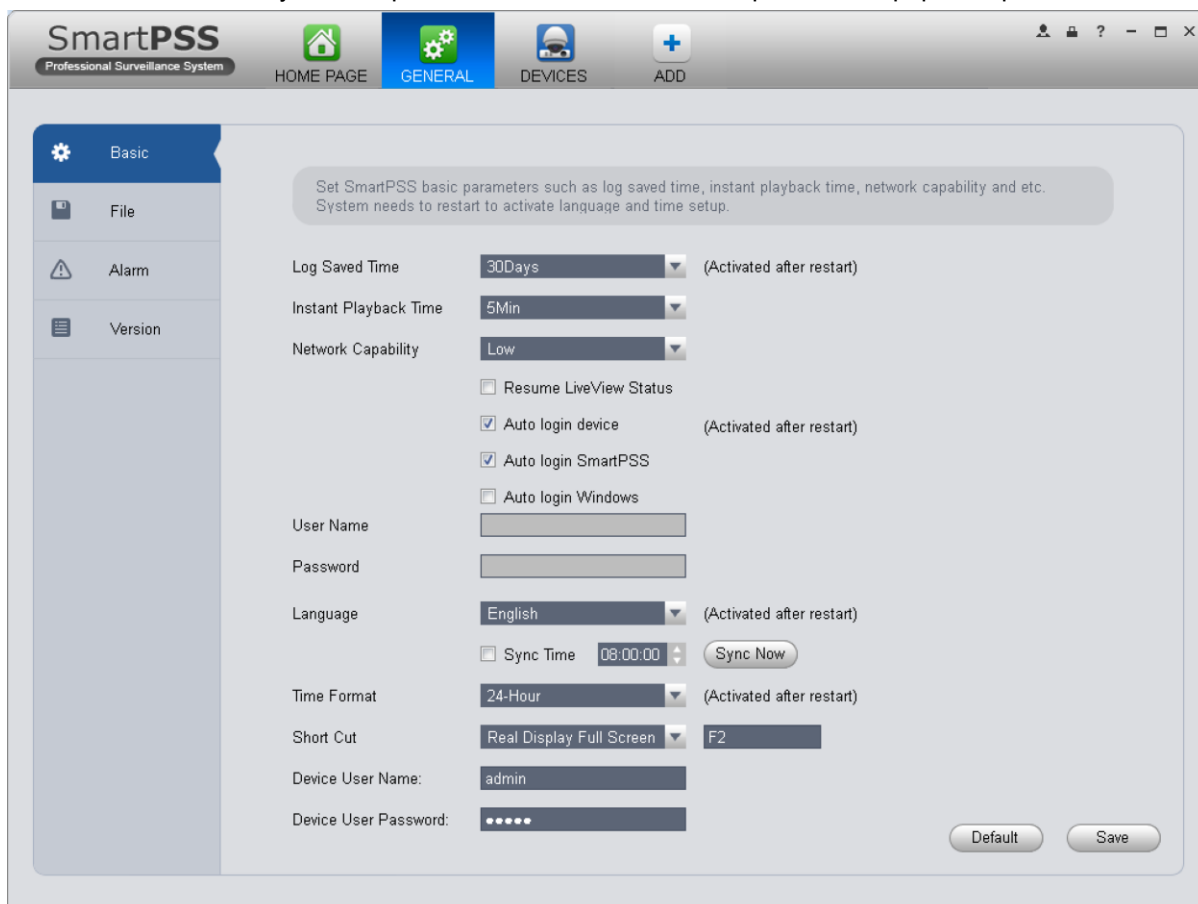 SmartPSS
Professional Surveillance System
HOME PAGE
GENERAL
DEVICES
ADD
?
Basic
File
Alarm
Version
Set SmartPSS basic parameters such as log saved time, instant playback time, network capability and etc.
System needs to restart to activate language and time setup.
Log Saved Time 30Days (Activated after restart)
Instant Playback Time 5Min
Network Capability Low
Resume LiveView Status
Auto login device (Activated after restart)
Auto login SmartPSS
Auto login Windows
User Name
Password
Language English (Activated after restart)
Sync Time 08:00:00 Sync Now
Time Format 24-Hour (Activated after restart)
Short Cut Real Display Full Screen F2
Device User Name: admin
Device User Password: •••••
Default Save